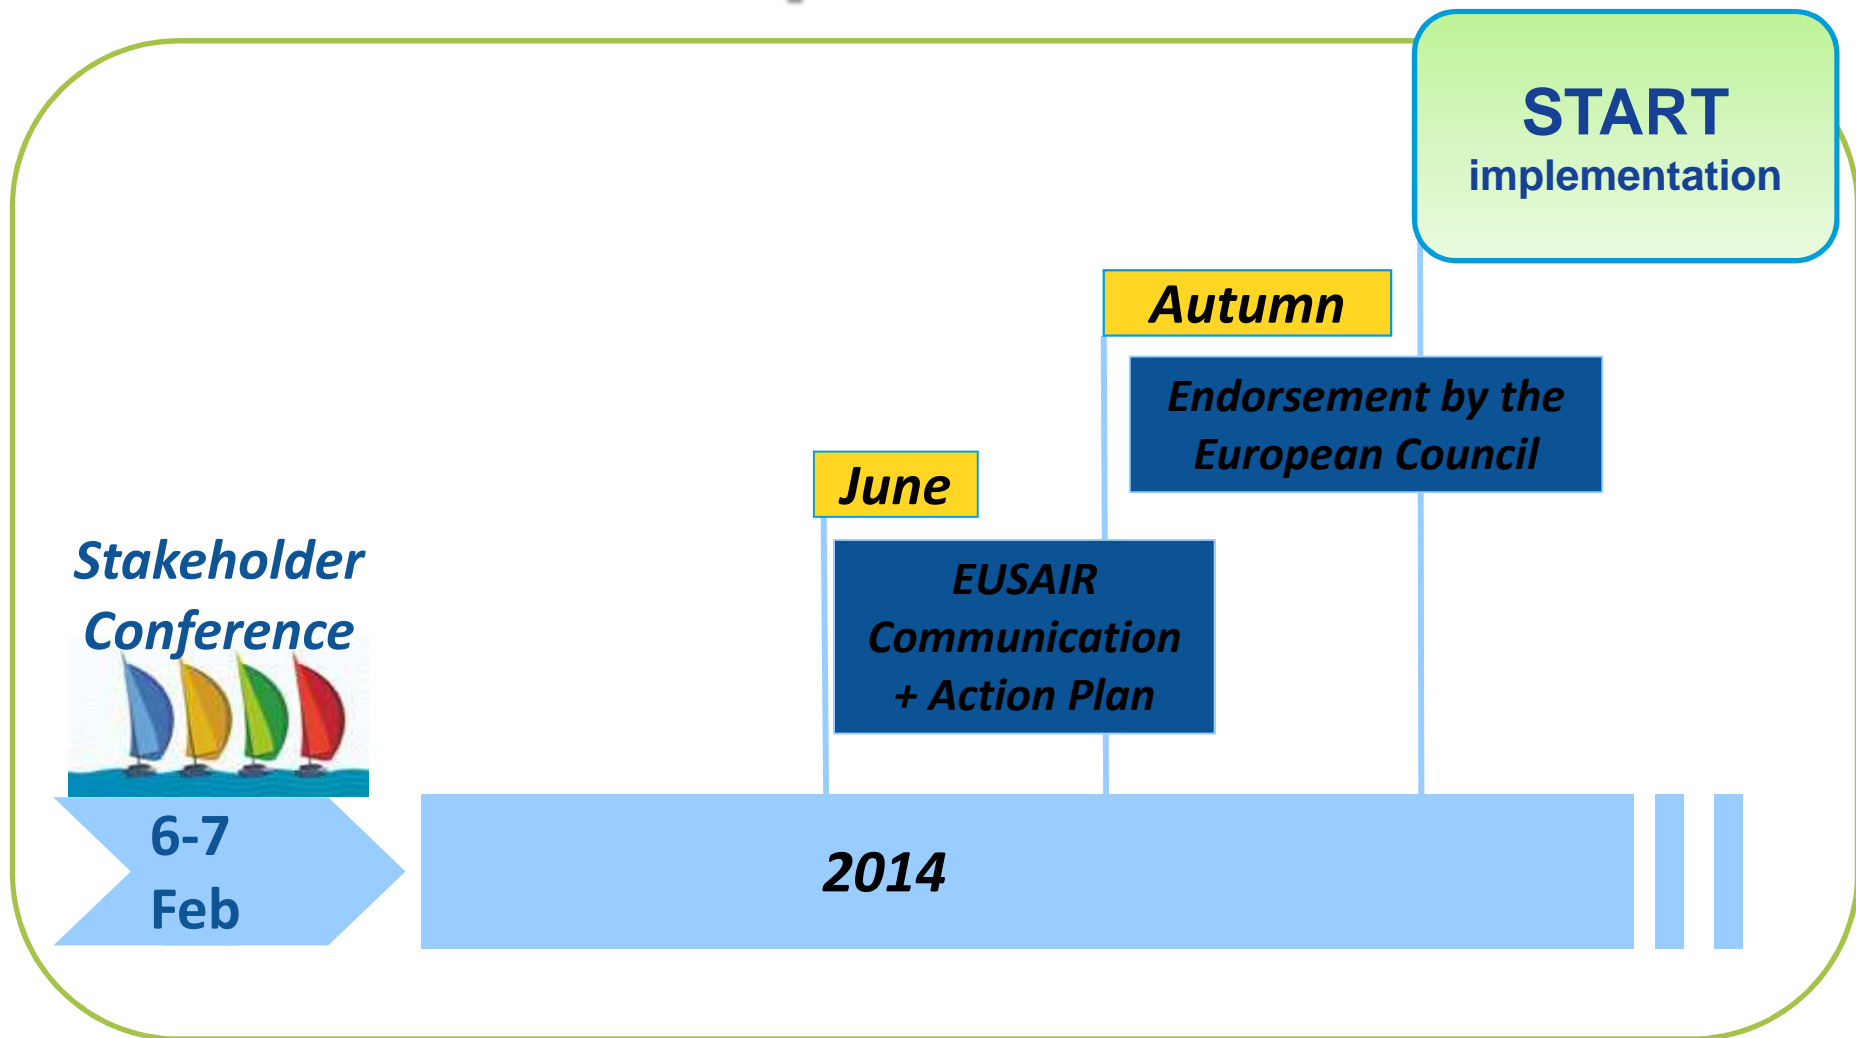 START
implementation
Autumn
Endorsement by the
European Council
June
EUSAIR
Communication
+ Action Plan
Stakeholder
Conference
6-7
Feb
2014